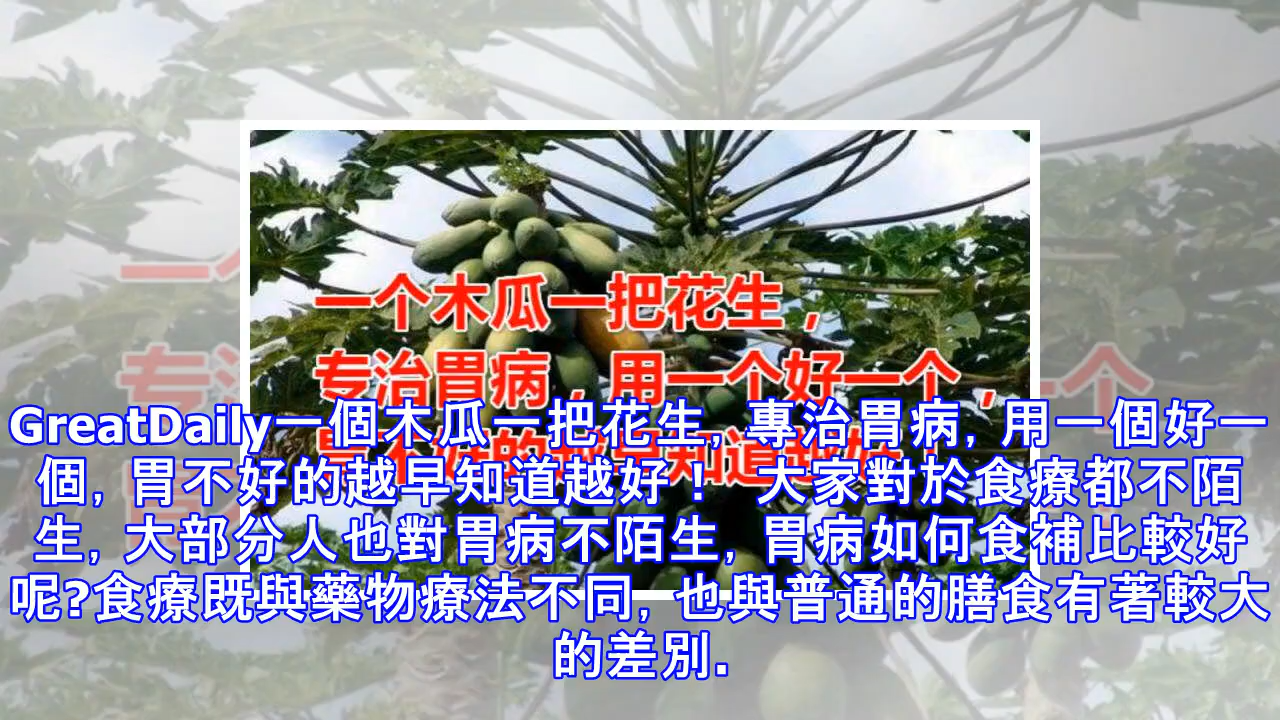 一个木瓜一把花生，
专治胃病，用一个好一个，
GreatDaily一個木瓜一把花生, 專治胃病, 用一個好一
個, 胃不好的越早知道越好！ 大家對於食療都不陌
生, 大部分人也對胃病不陌生, 胃病如何食補比較好
呢?食療既與藥物療法不同, 也與普通的膳食有著較大
的差別.